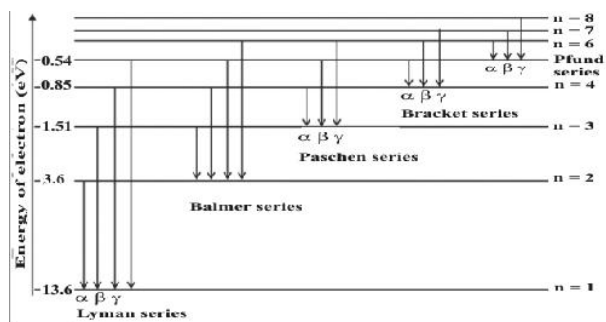 n - 8
n - 7
n = 6
-0.54
Pfund
series
α β γ
-0.85
n = 4
α β γ
Bracket series
-1.51
n - 3
α β γ
Paschen series
-3.6
n = 2
Balmer series
-13.6
n = 1
α β γ
Lyman series
Energy of electron (eV)